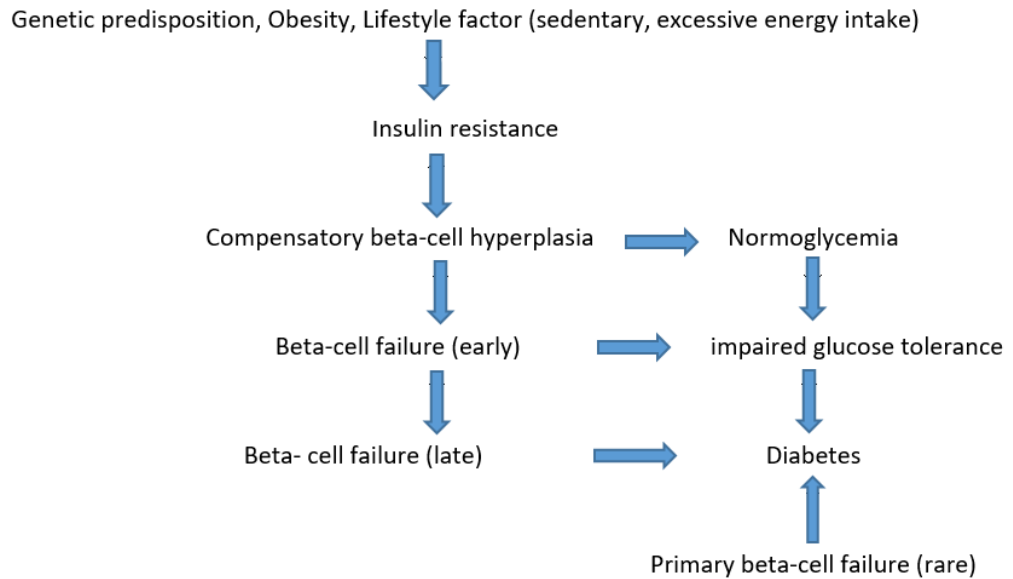 Genetic predisposition, Obesity, Lifestyle factor (sedentary, excessive energy intake)
Insulin resistance
Compensatory beta-cell hyperplasia
Normoglycemia
Beta-cell failure (early)
impaired glucose tolerance
Beta- cell failure (late)
Diabetes
Primary beta-cell failure (rare)